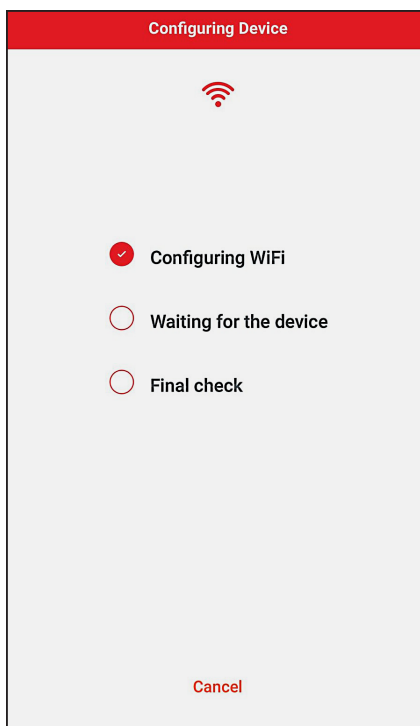 Configuring Device
Configuring WiFi
Waiting for the device
Final check
Cancel